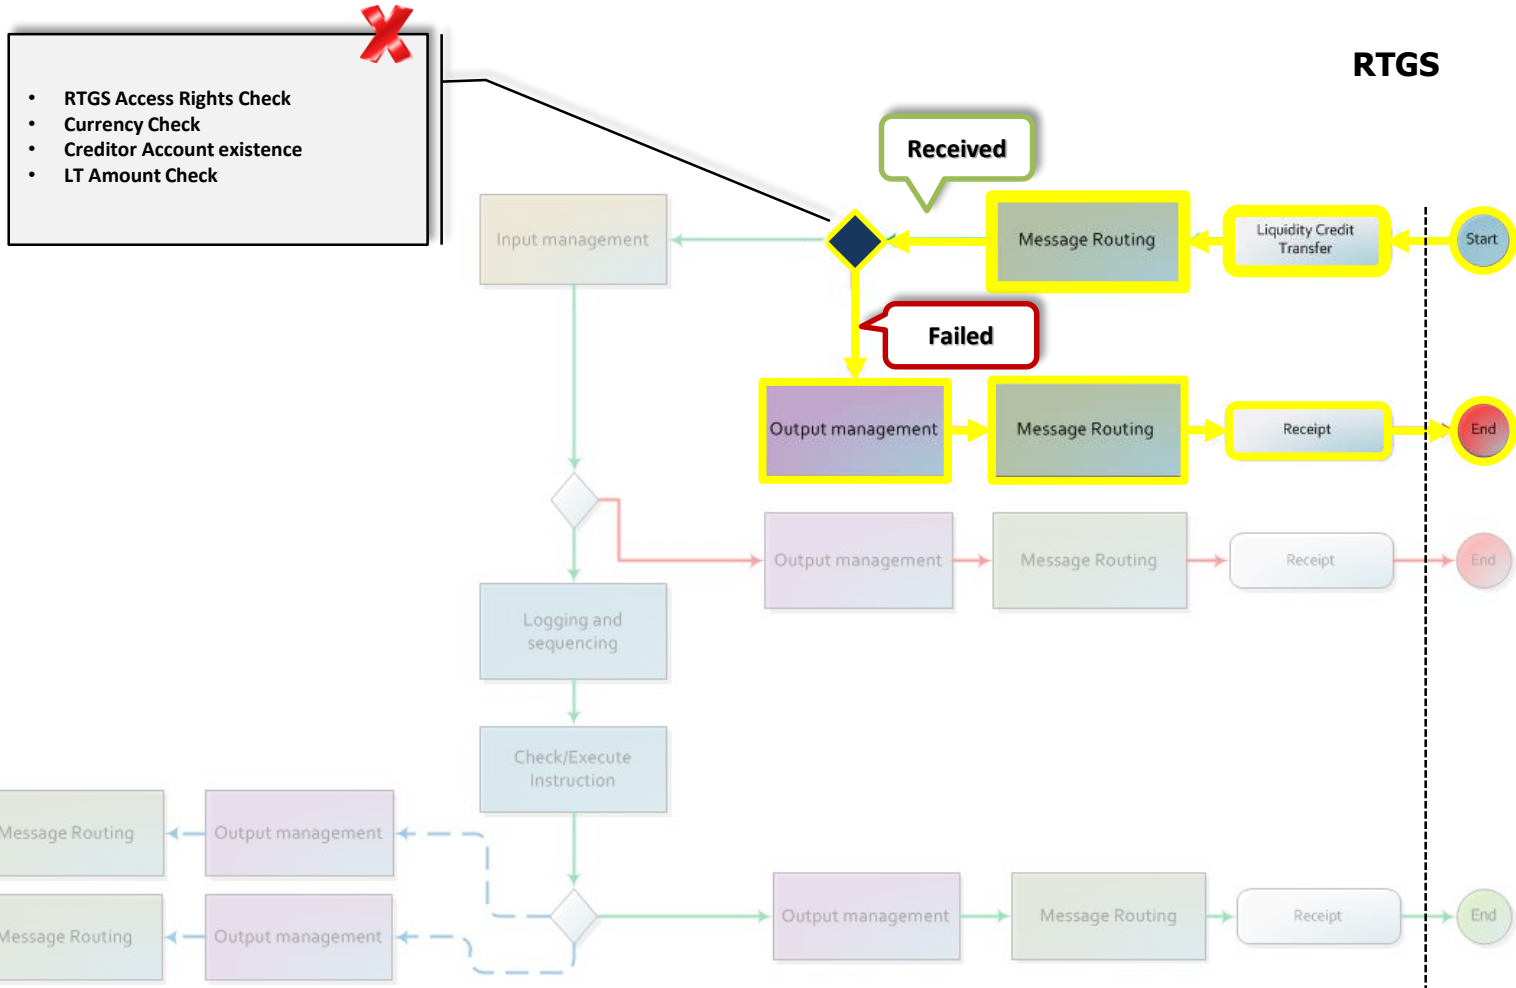 RTGS
• RTGS Access Rights Check
• Currency Check
• Creditor Account existence
• LT Amount Check
Received
Input management
Message Routing
Liquidity Credit
Transfer
Start
Failed
Output management
Message Routing
Receipt
End
Output management
Message Routing
Receipt
End
Logging and
sequencing
Check/Execute
Instruction
Message Routing
Output management
Message Routing
Output management
Output management
Message Routing
Receipt
End